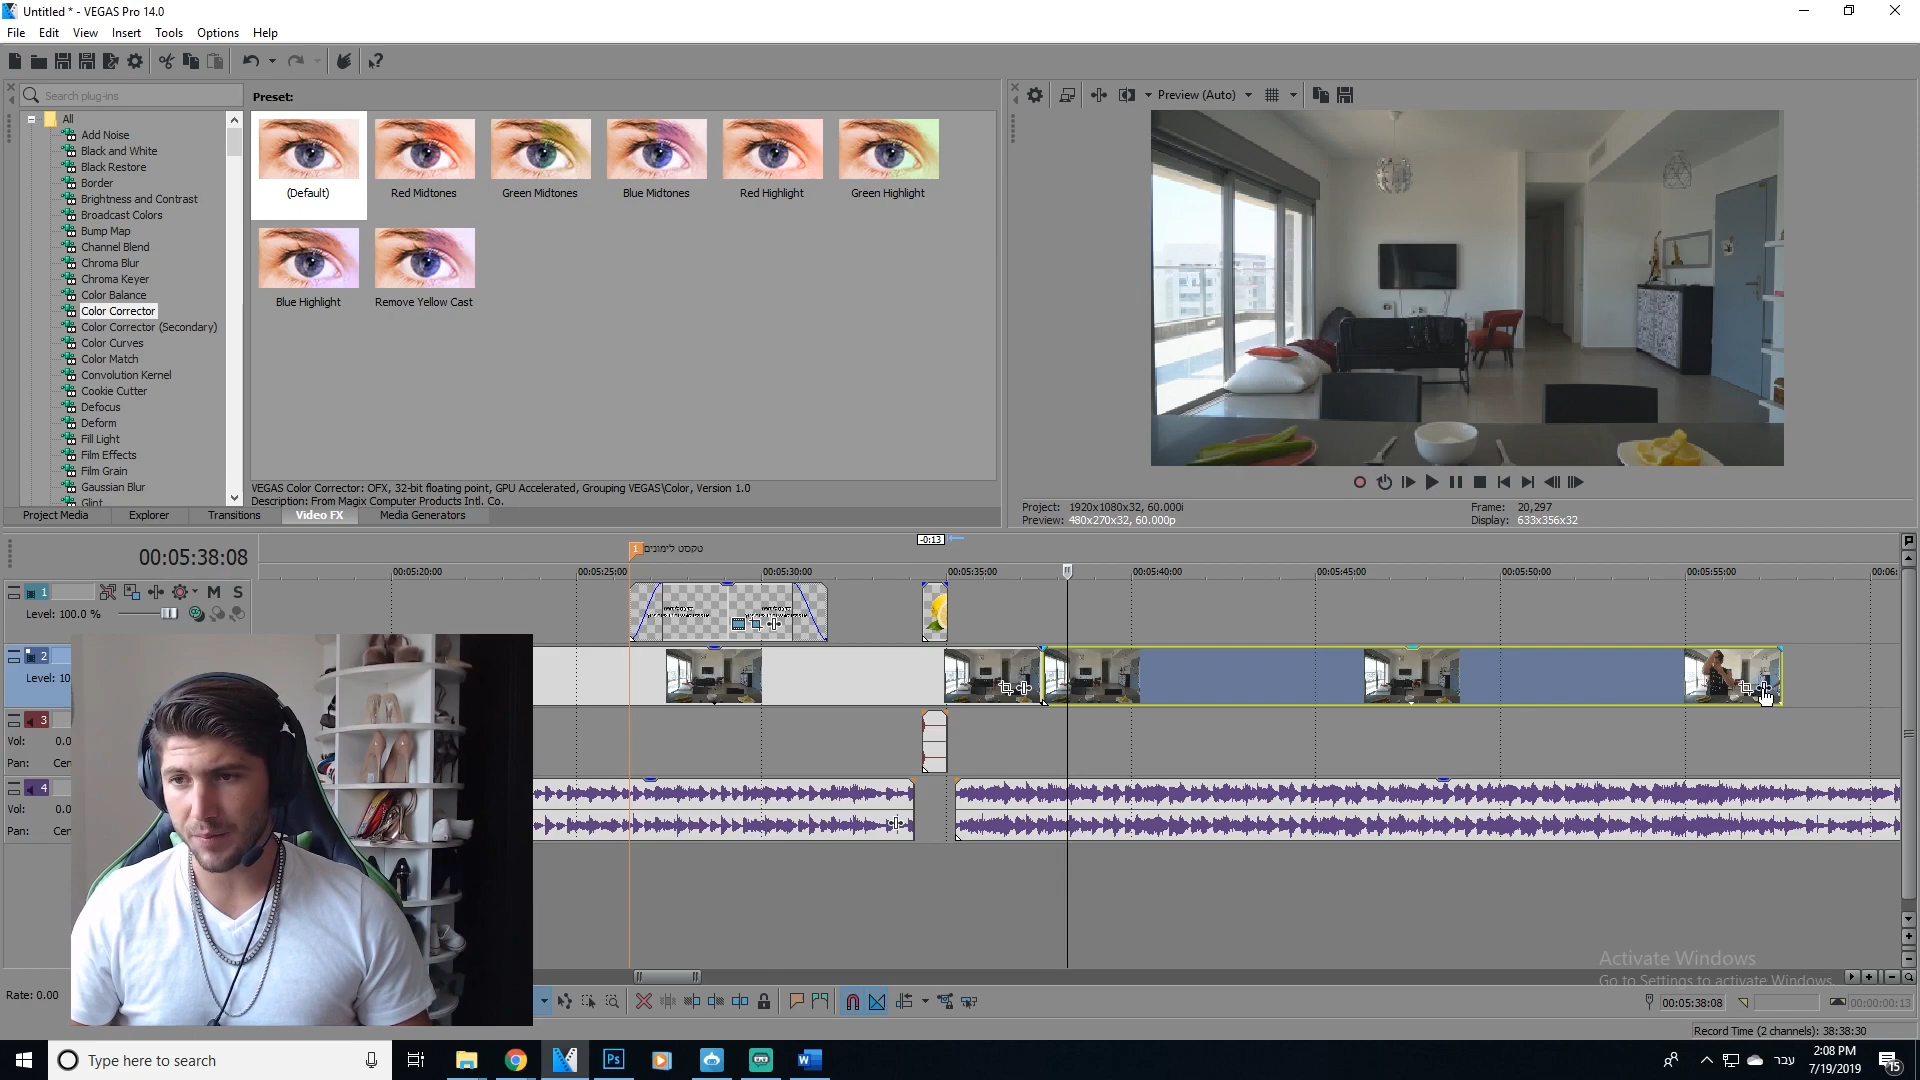 Untitled * - VEGAS Pro 14.0
File Edit View Insert Tools Options Help
Search plug-ins
Preset:
All
Add Noise
Black and White
Black Restore
Border
Brightness and Contrast
Broadcast Colors
Bump Map
Channel Blend
Chroma Blur
Chroma Keyer
Color Balance
Color Corrector
Color Corrector (Secondary)
Color Curves
Color Match
Convolution Kernel
Cookie Cutter
Defocus
Deform
Fill Light
Film Effects
Film Grain
Gaussian Blur
Glint
(Default) Red Midtones Green Midtones Blue Midtones Red Highlight Green Highlight
Blue Highlight Remove Yellow Cast
VEGAS Color Corrector: OFX, 32-bit floating point, GPU Accelerated, Grouping VEGAS\Color, Version 1.0
Description: From Magix Computer Products Intl. Co.
Project Media Explorer Transitions Video FX Media Generators
Preview (Auto)
Project: 1920x1080x32, 60.000i
Preview: 480x270x32, 60.000p
Frame: 20,297
Display: 633x356x32
00:05:38:08
1 טקסט לימונים
-0:13
00:05:20:00 00:05:25:00 00:05:30:00 00:05:35:00 00:05:40:00 00:05:45:00 00:05:50:00 00:05:55:00 00:06:
1 M S
Level: 100.0 %
2
Level: 10
3
Vol: 0.0
Pan: Cen
4
Vol: 0.0
Pan: Cen
Rate: 0.00
Activate Windows
Go to Settings to activate Windows.
00:05:38:08 00:00:00:13
Record Time (2 channels): 38:38:30
Type here to search
Ps
עבר
2:08 PM
7/19/2019
15